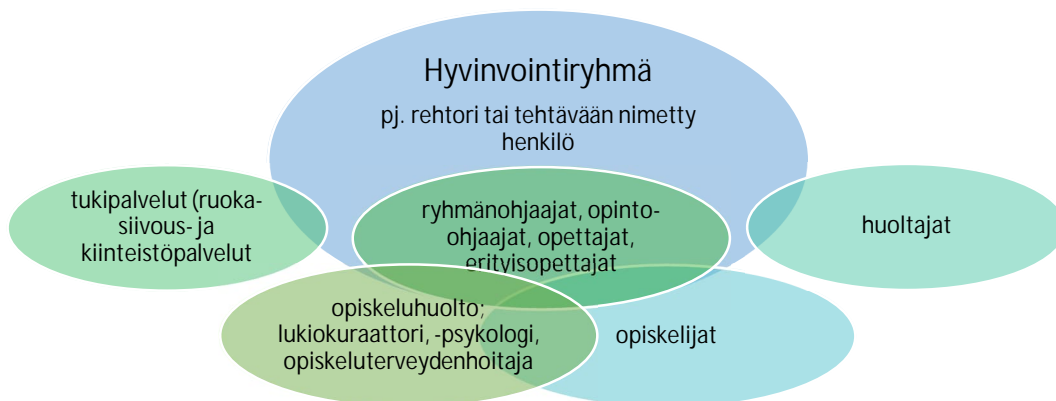 Hyvinvointiryhmä
pj. rehtori tai tehtävään nimetty
henkilö
tukipalvelut (ruoka-
siivous- ja
kiinteistöpalvelut
ryhmänohjaajat, opinto-
ohjaajat, opettajat,
erityisopettajat
huoltajat
opiskeluhuolto;
lukiokuraattori, -psykologi,
opiskeluterveydenhoitaja
opiskelijat